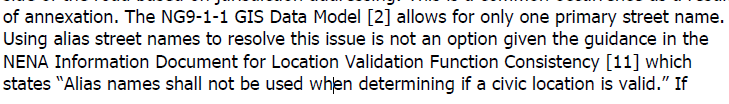 of annexation. The NG9-1-1 GIS Data Model [2] allows for only one primary street name.
Using alias street names to resolve this issue is not an option given the guidance in the
NENA Information Document for Location Validation Function Consistency [11] which
states “Alias names shall not be used when determining if a civic location is valid.” If